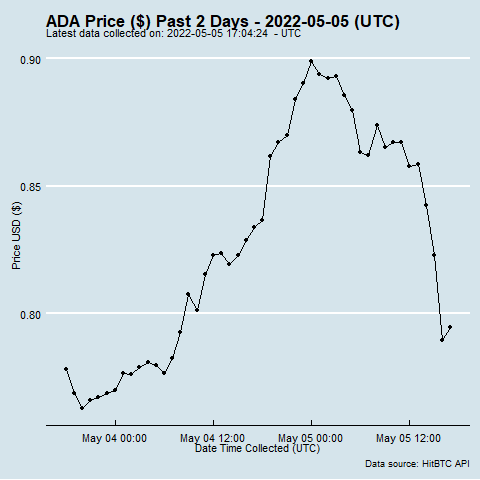 ADA Price ($) Past 2 Days - 2022-05-05 (UTC)
Latest data collected on: 2022-05-05 17:04:24 - UTC
0.90
0.85
0.80
Price USD ($)
May 04 00:00
May 04 12:00
May 05 00:00
May 05 12:00
Date Time Collected (UTC)
Data source: HitBTC API